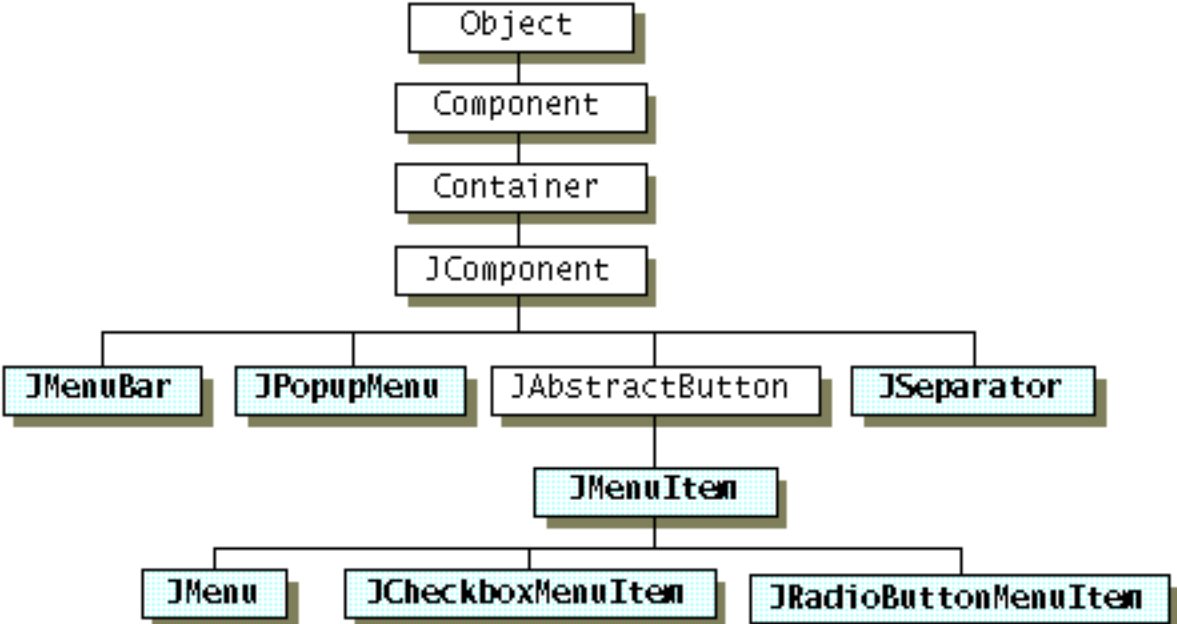 Object
Component
Container
JComponent
JMenuBar
JPopupMenu
JAbstractButton
JSeparator
JMenuItem
JMenu
JCheckboxMenuItem
JRadioButtonMenuItem